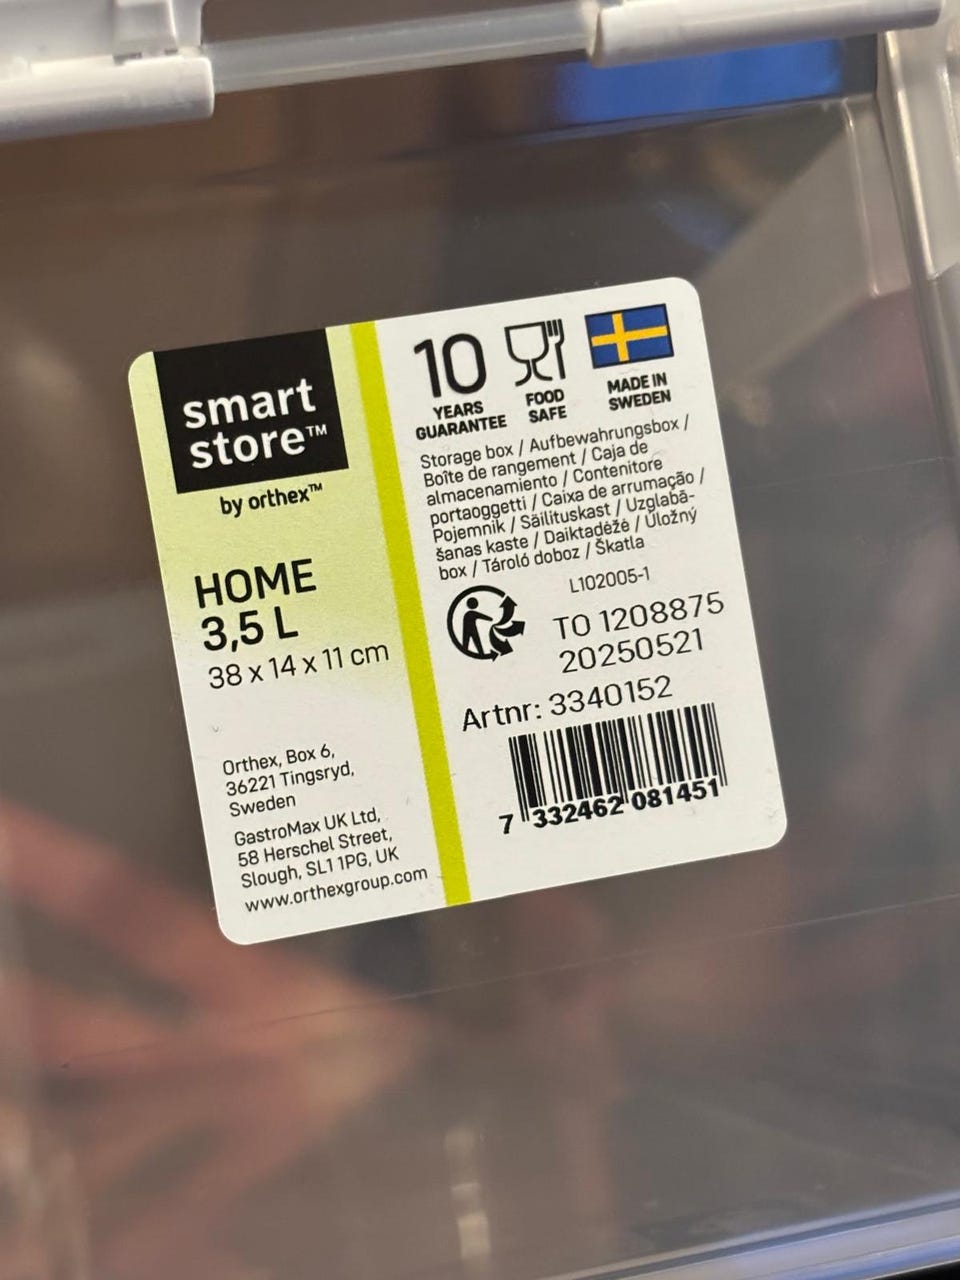 smart
store™
by orthex™
HOME
3,5 L
38 x 14 x 11 cm
Orthex, Box 6,
36221 Tingsryd,
Sweden
GastroMax UK Ltd,
58 Herschel Street,
Slough, SL1 1PG, UK
www.orthexgroup.com
10
YEARS
GUARANTEE
FOOD
SAFE
MADE IN
SWEDEN
Storage box / Aufbewahrungsbox /
Boîte de rangement / Caja de
almacenamiento / Contenitore
portaoggetti / Caixa de arrumação /
Pojemnik / Säilituskast / Uzglabā-
šanas kaste / Daiktadėžė / Úložný
box / Tároló doboz / Škatla
L102005-1
TO 1208875
20250521
Artnr: 3340152
7 332462 081451